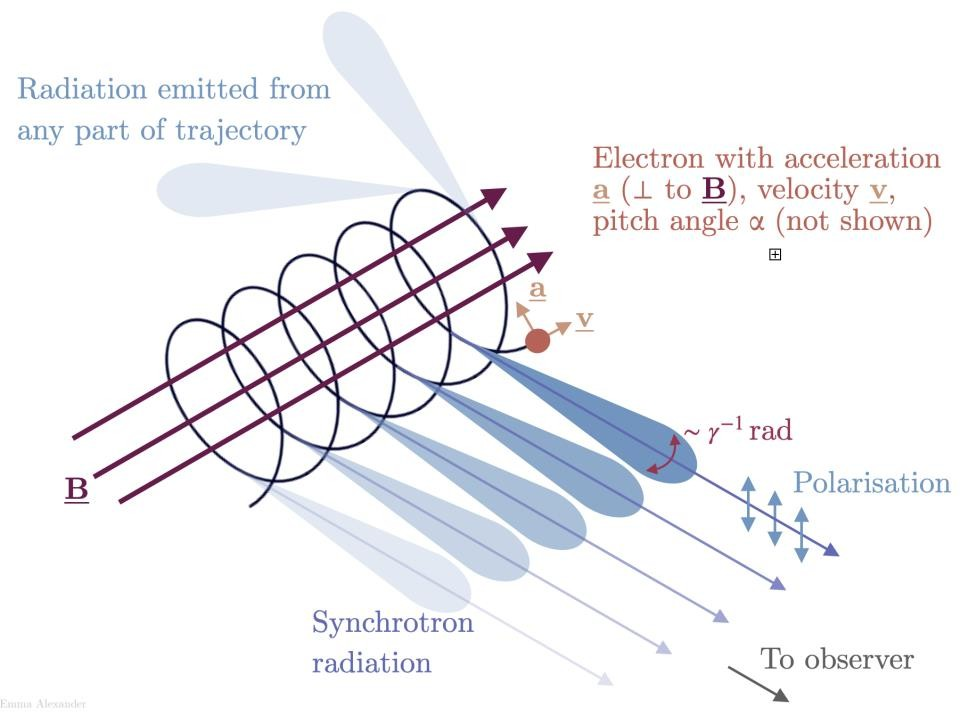 Radiation emitted from
any part of trajectory
Electron with acceleration
a (⊥ to B), velocity v,
pitch angle α (not shown)
a
v
B
~ γ⁻¹ rad
Polarisation
Synchrotron
radiation
To observer
Emma Alexander